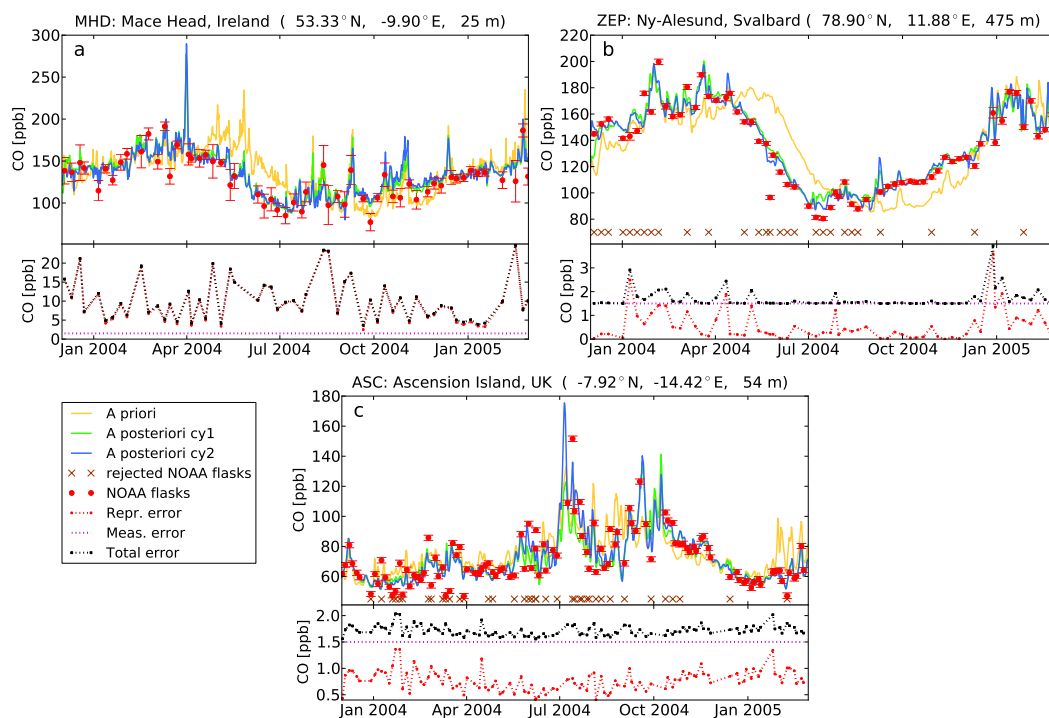 MHD: Mace Head, Ireland ( 53.33°N, -9.90°E, 25 m)
a
300
250
200
150
100
CO [ppb]
25
20
15
10
5
0
CO [ppb]
Jan 2004 Apr 2004 Jul 2004 Oct 2004 Jan 2005
ZEP: Ny-Alesund, Svalbard ( 78.90°N, 11.88°E, 475 m)
b
220
200
180
160
140
120
100
80
CO [ppb]
3
2
1
0
CO [ppb]
Jan 2004 Apr 2004 Jul 2004 Oct 2004 Jan 2005
A priori
A posteriori cy1
A posteriori cy2
rejected NOAA flasks
NOAA flasks
Repr. error
Meas. error
Total error
ASC: Ascension Island, UK ( -7.92°N, -14.42°E, 54 m)
c
180
160
140
120
100
80
60
CO [ppb]
2.0
1.5
1.0
0.5
CO [ppb]
Jan 2004 Apr 2004 Jul 2004 Oct 2004 Jan 2005